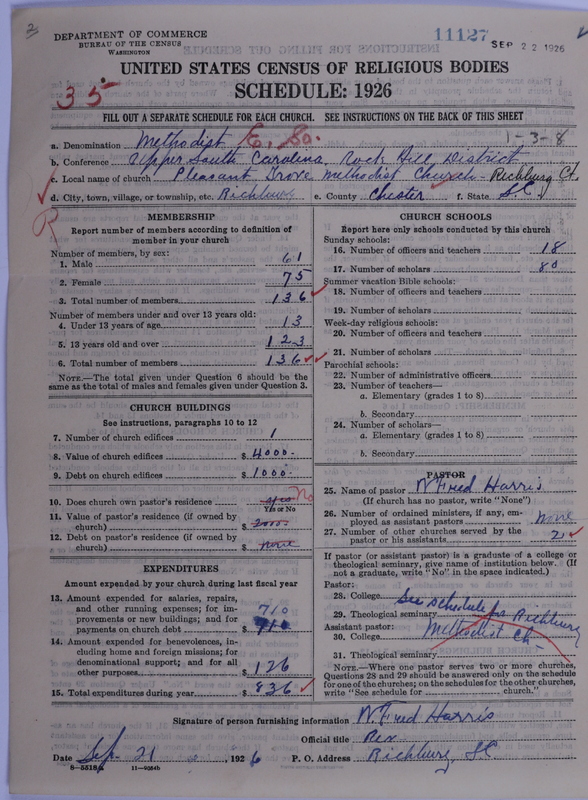 2
DEPARTMENT OF COMMERCE
BUREAU OF THE CENSUS
WASHINGTON
11127
SEP 22 1926
UNITED STATES CENSUS OF RELIGIOUS BODIES
SCHEDULE: 1926
35
FILL OUT A SEPARATE SCHEDULE FOR EACH CHURCH. SEE INSTRUCTIONS ON THE BACK OF THIS SHEET
1-3-8
a. Denomination Methodist E. So.
b. Conference Upper South Carolina, Rock Hill District
c. Local name of church Pleasant Grove Methodist Church - Richburg Ct.
d. City, town, village, or township, etc. Richburg e. County Chester f. State S.C.
R
MEMBERSHIP
Report number of members according to definition of member in your church
Number of members, by sex:
1. Male 61
2. Female 75
3. Total number of members 136
Number of members under and over 13 years old:
4. Under 13 years of age 13
5. 13 years old and over 123
6. Total number of members 136
NOTE.—The total given under Question 6 should be the same as the total of males and females given under Question 3.
CHURCH BUILDINGS
See instructions, paragraphs 10 to 12
7. Number of church edifices 1
8. Value of church edifices $ 4000.
9. Debt on church edifices $ 1000.
10. Does church own pastor's residence yes No
Yes or No
11. Value of pastor's residence (if owned by church) $ 2000
12. Debt on pastor's residence (if owned by church) $ none
EXPENDITURES
Amount expended by your church during last fiscal year
13. Amount expended for salaries, repairs, and other running expenses; for improvements or new buildings; and for payments on church debt $ 710
710
14. Amount expended for benevolences, including home and foreign missions; for denominational support; and for all other purposes $ 126
15. Total expenditures during year $ 836
CHURCH SCHOOLS
Report here only schools conducted by this church
Sunday schools:
16. Number of officers and teachers 18
17. Number of scholars 80
Summer vacation Bible schools:
18. Number of officers and teachers
19. Number of scholars
Week-day religious schools:
20. Number of officers and teachers
21. Number of scholars
Parochial schools:
22. Number of administrative officers
23. Number of teachers—
a. Elementary (grades 1 to 8)
b. Secondary
24. Number of scholars—
a. Elementary (grades 1 to 8)
b. Secondary
PASTOR
25. Name of pastor W. Fred Harris
(If church has no pastor, write "None")
26. Number of ordained ministers, if any, employed as assistant pastors none
27. Number of other churches served by the pastor or his assistants 2
If pastor (or assistant pastor) is a graduate of a college or theological seminary, give name of institution below. (If not a graduate, write "No" in the space indicated.)
Pastor:
28. College See schedule for Richburg
29. Theological seminary
Assistant pastor: Methodist Ch-
30. College
31. Theological seminary
NOTE.—Where one pastor serves two or more churches, Questions 28 and 29 should be answered only on the schedule for one of the churches; on the schedules for the other churches, write "See schedule for church."
Signature of person furnishing information W. Fred Harris
Official title Rev.
Date Sep. 21, 1926 P. O. Address Richburg, S.C.
8-5518a 11-9054b